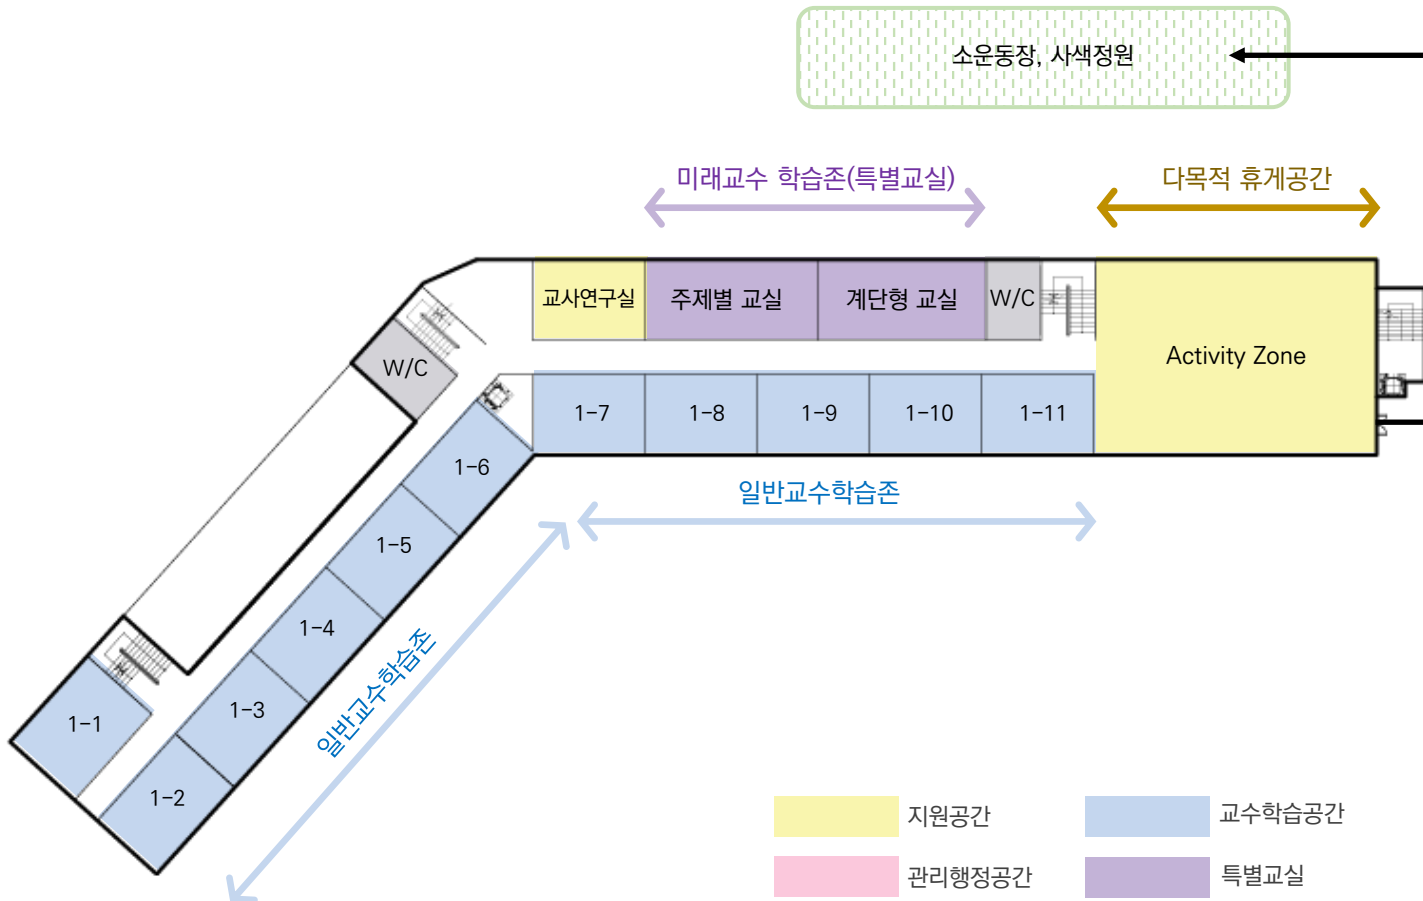 소운동장, 사색정원
미래교수 학습존(특별교실)
다목적 휴게공간
교사연구실
주제별 교실
계단형 교실
W/C
Activity Zone
W/C
1-7
1-8
1-9
1-10
1-11
1-6
일반교수학습존
1-5
1-4
일반교수학습존
1-3
1-1
1-2
지원공간
교수학습공간
관리행정공간
특별교실